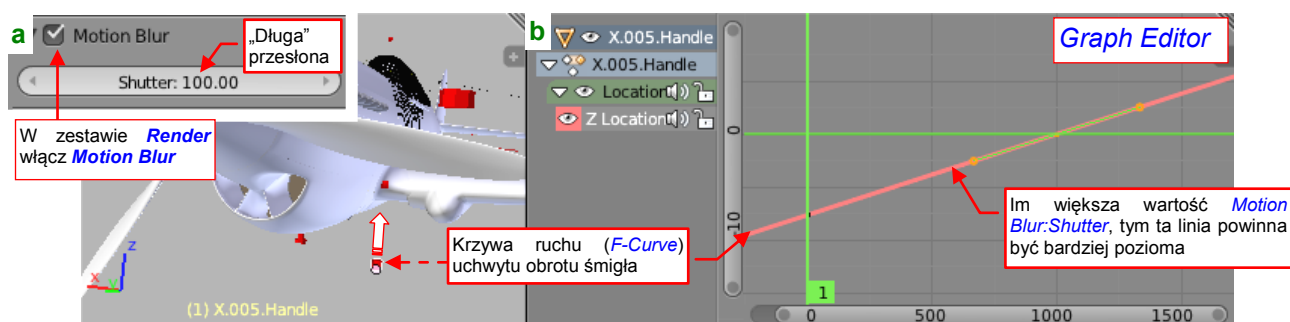 a
Motion Blur
„Długa”
przesłona
Shutter: 100.00
W zestawie Render
włącz Motion Blur
z
x
y
(1) X.005.Handle
Krzywa ruchu (F-Curve)
uchwytu obrotu śmigła
b
X.005.Handle
X.005.Handle
Location
Z Location
Graph Editor
0
-10
Im większa wartość Motion
Blur:Shutter, tym ta linia powinna
być bardziej pozioma
1
0
500
1000
1500